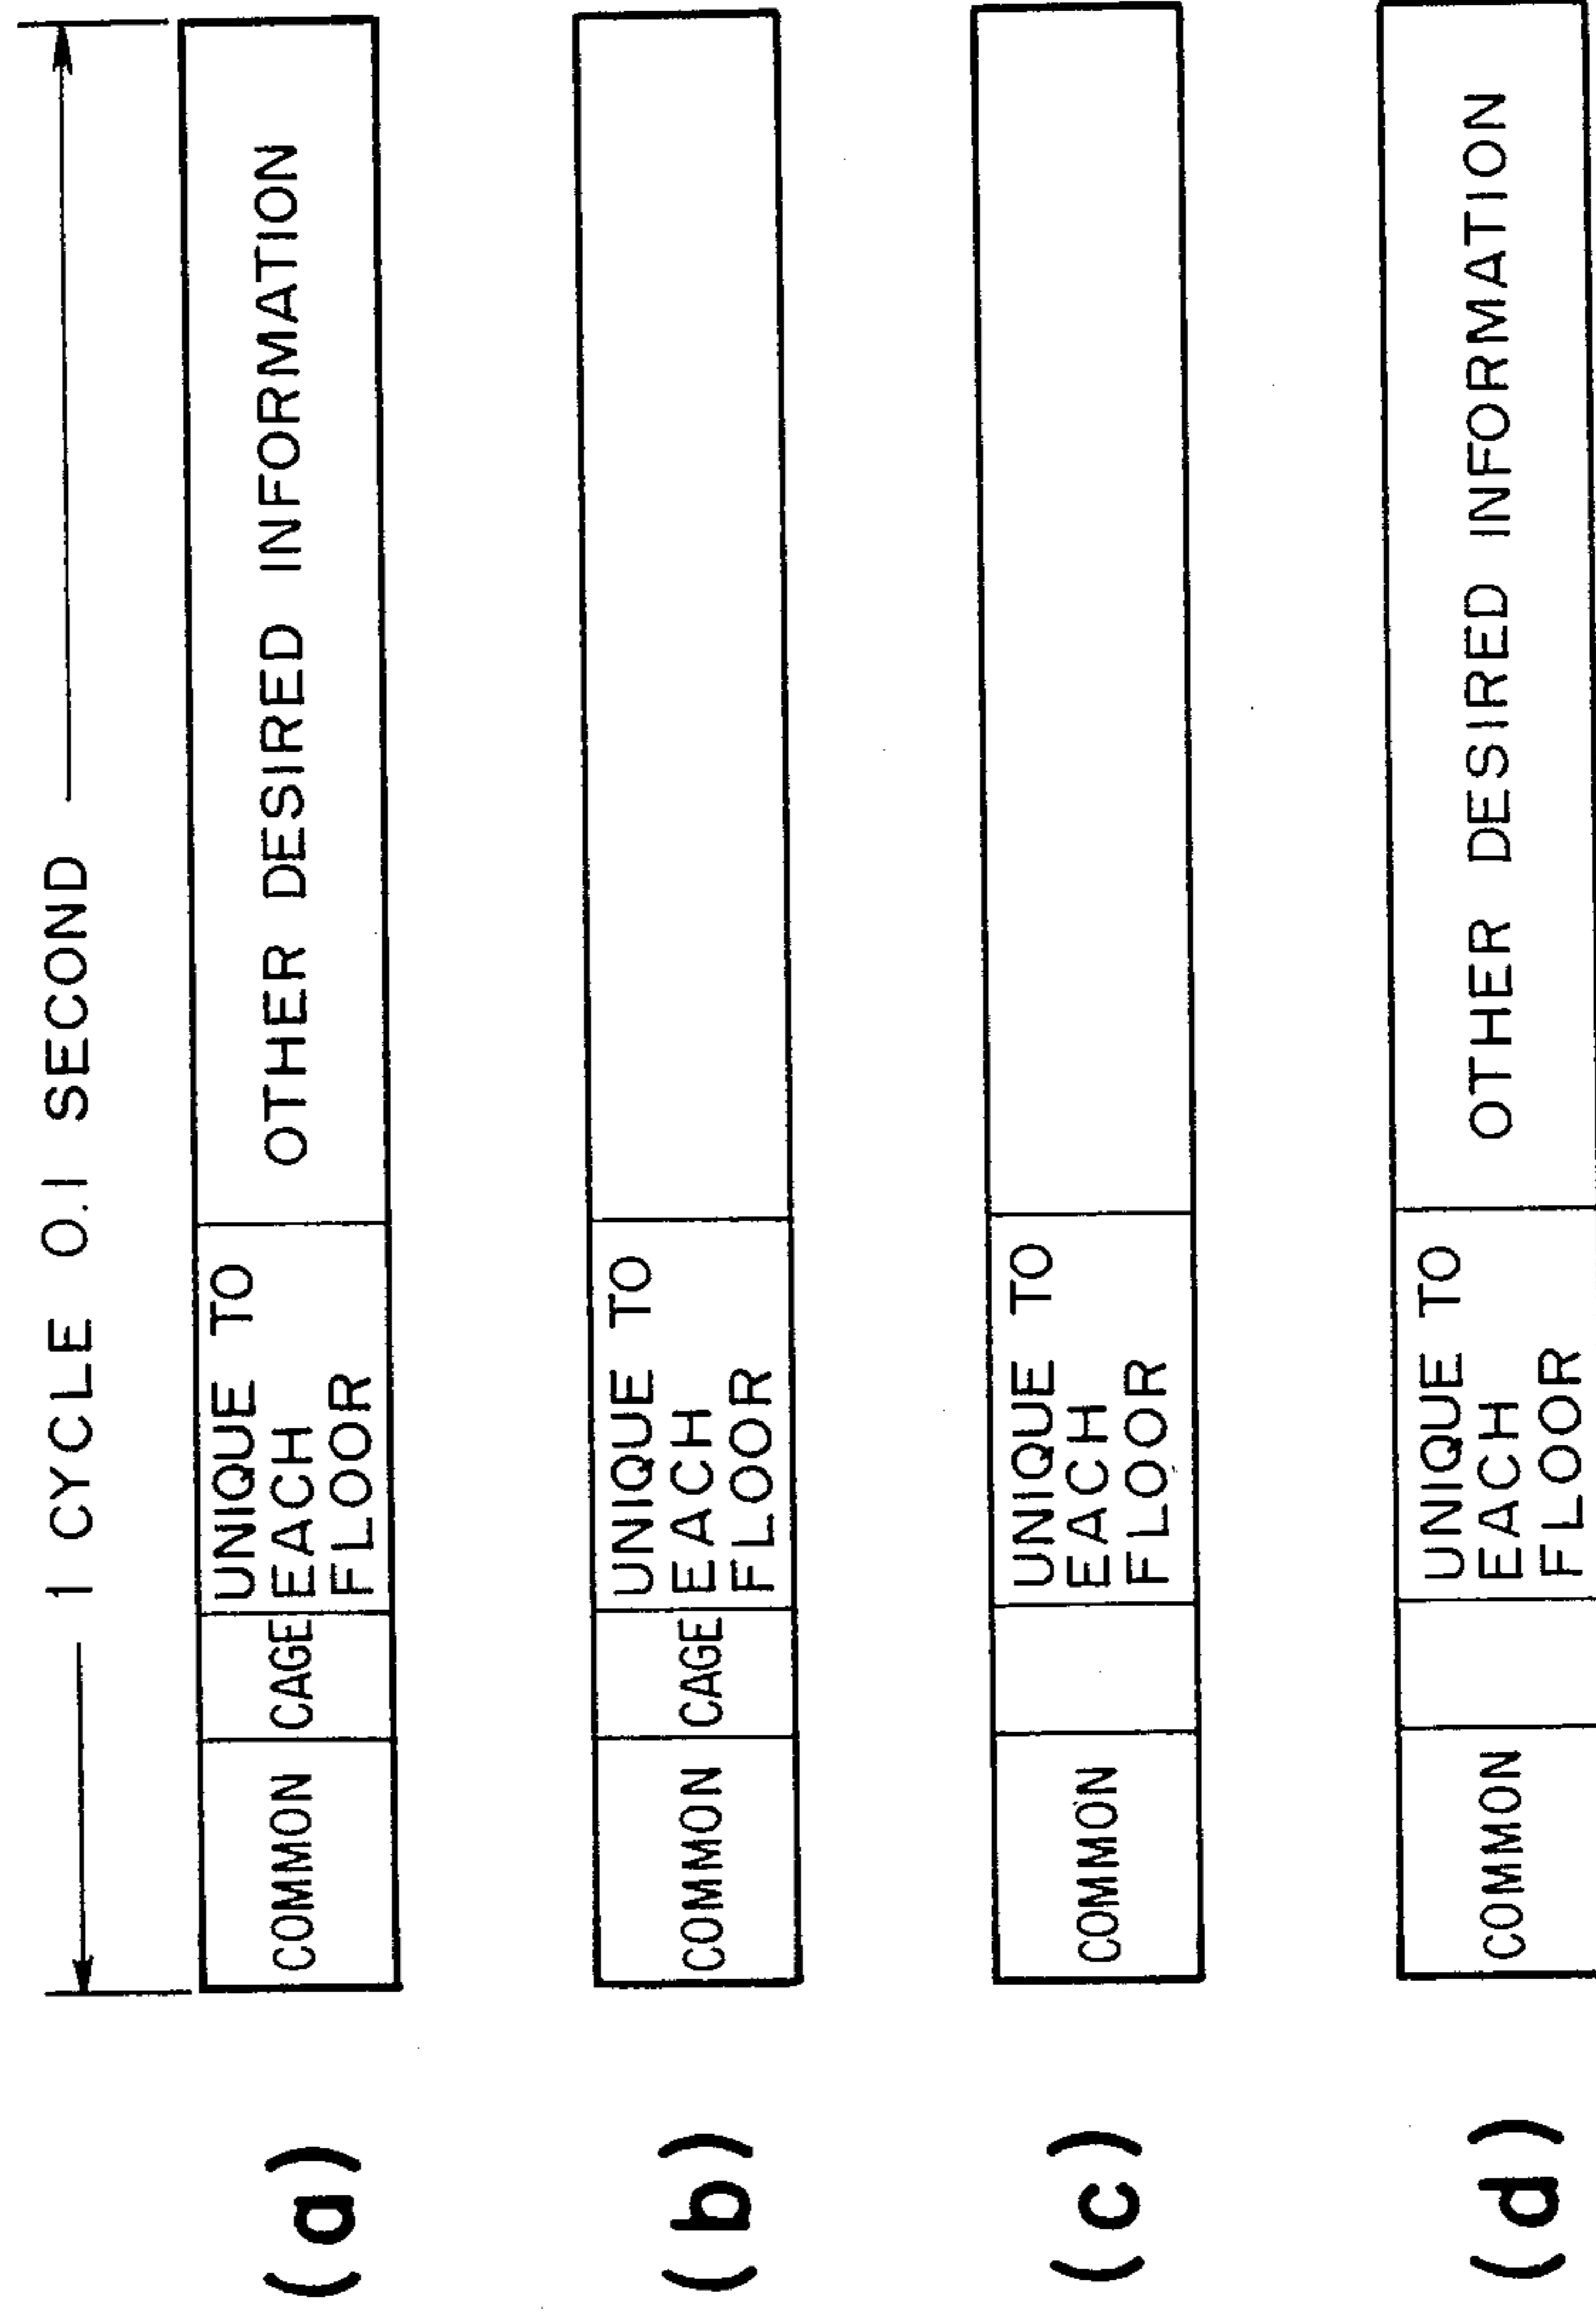 1 CYCLE 0.1 SECOND
(a)
COMMON
CAGE
UNIQUE TO
EACH
FLOOR
OTHER DESIRED INFORMATION
(b)
COMMON
CAGE
UNIQUE TO
EACH
FLOOR
(c)
COMMON
UNIQUE TO
EACH
FLOOR
(d)
COMMON
UNIQUE TO
EACH
FLOOR
OTHER DESIRED INFORMATION